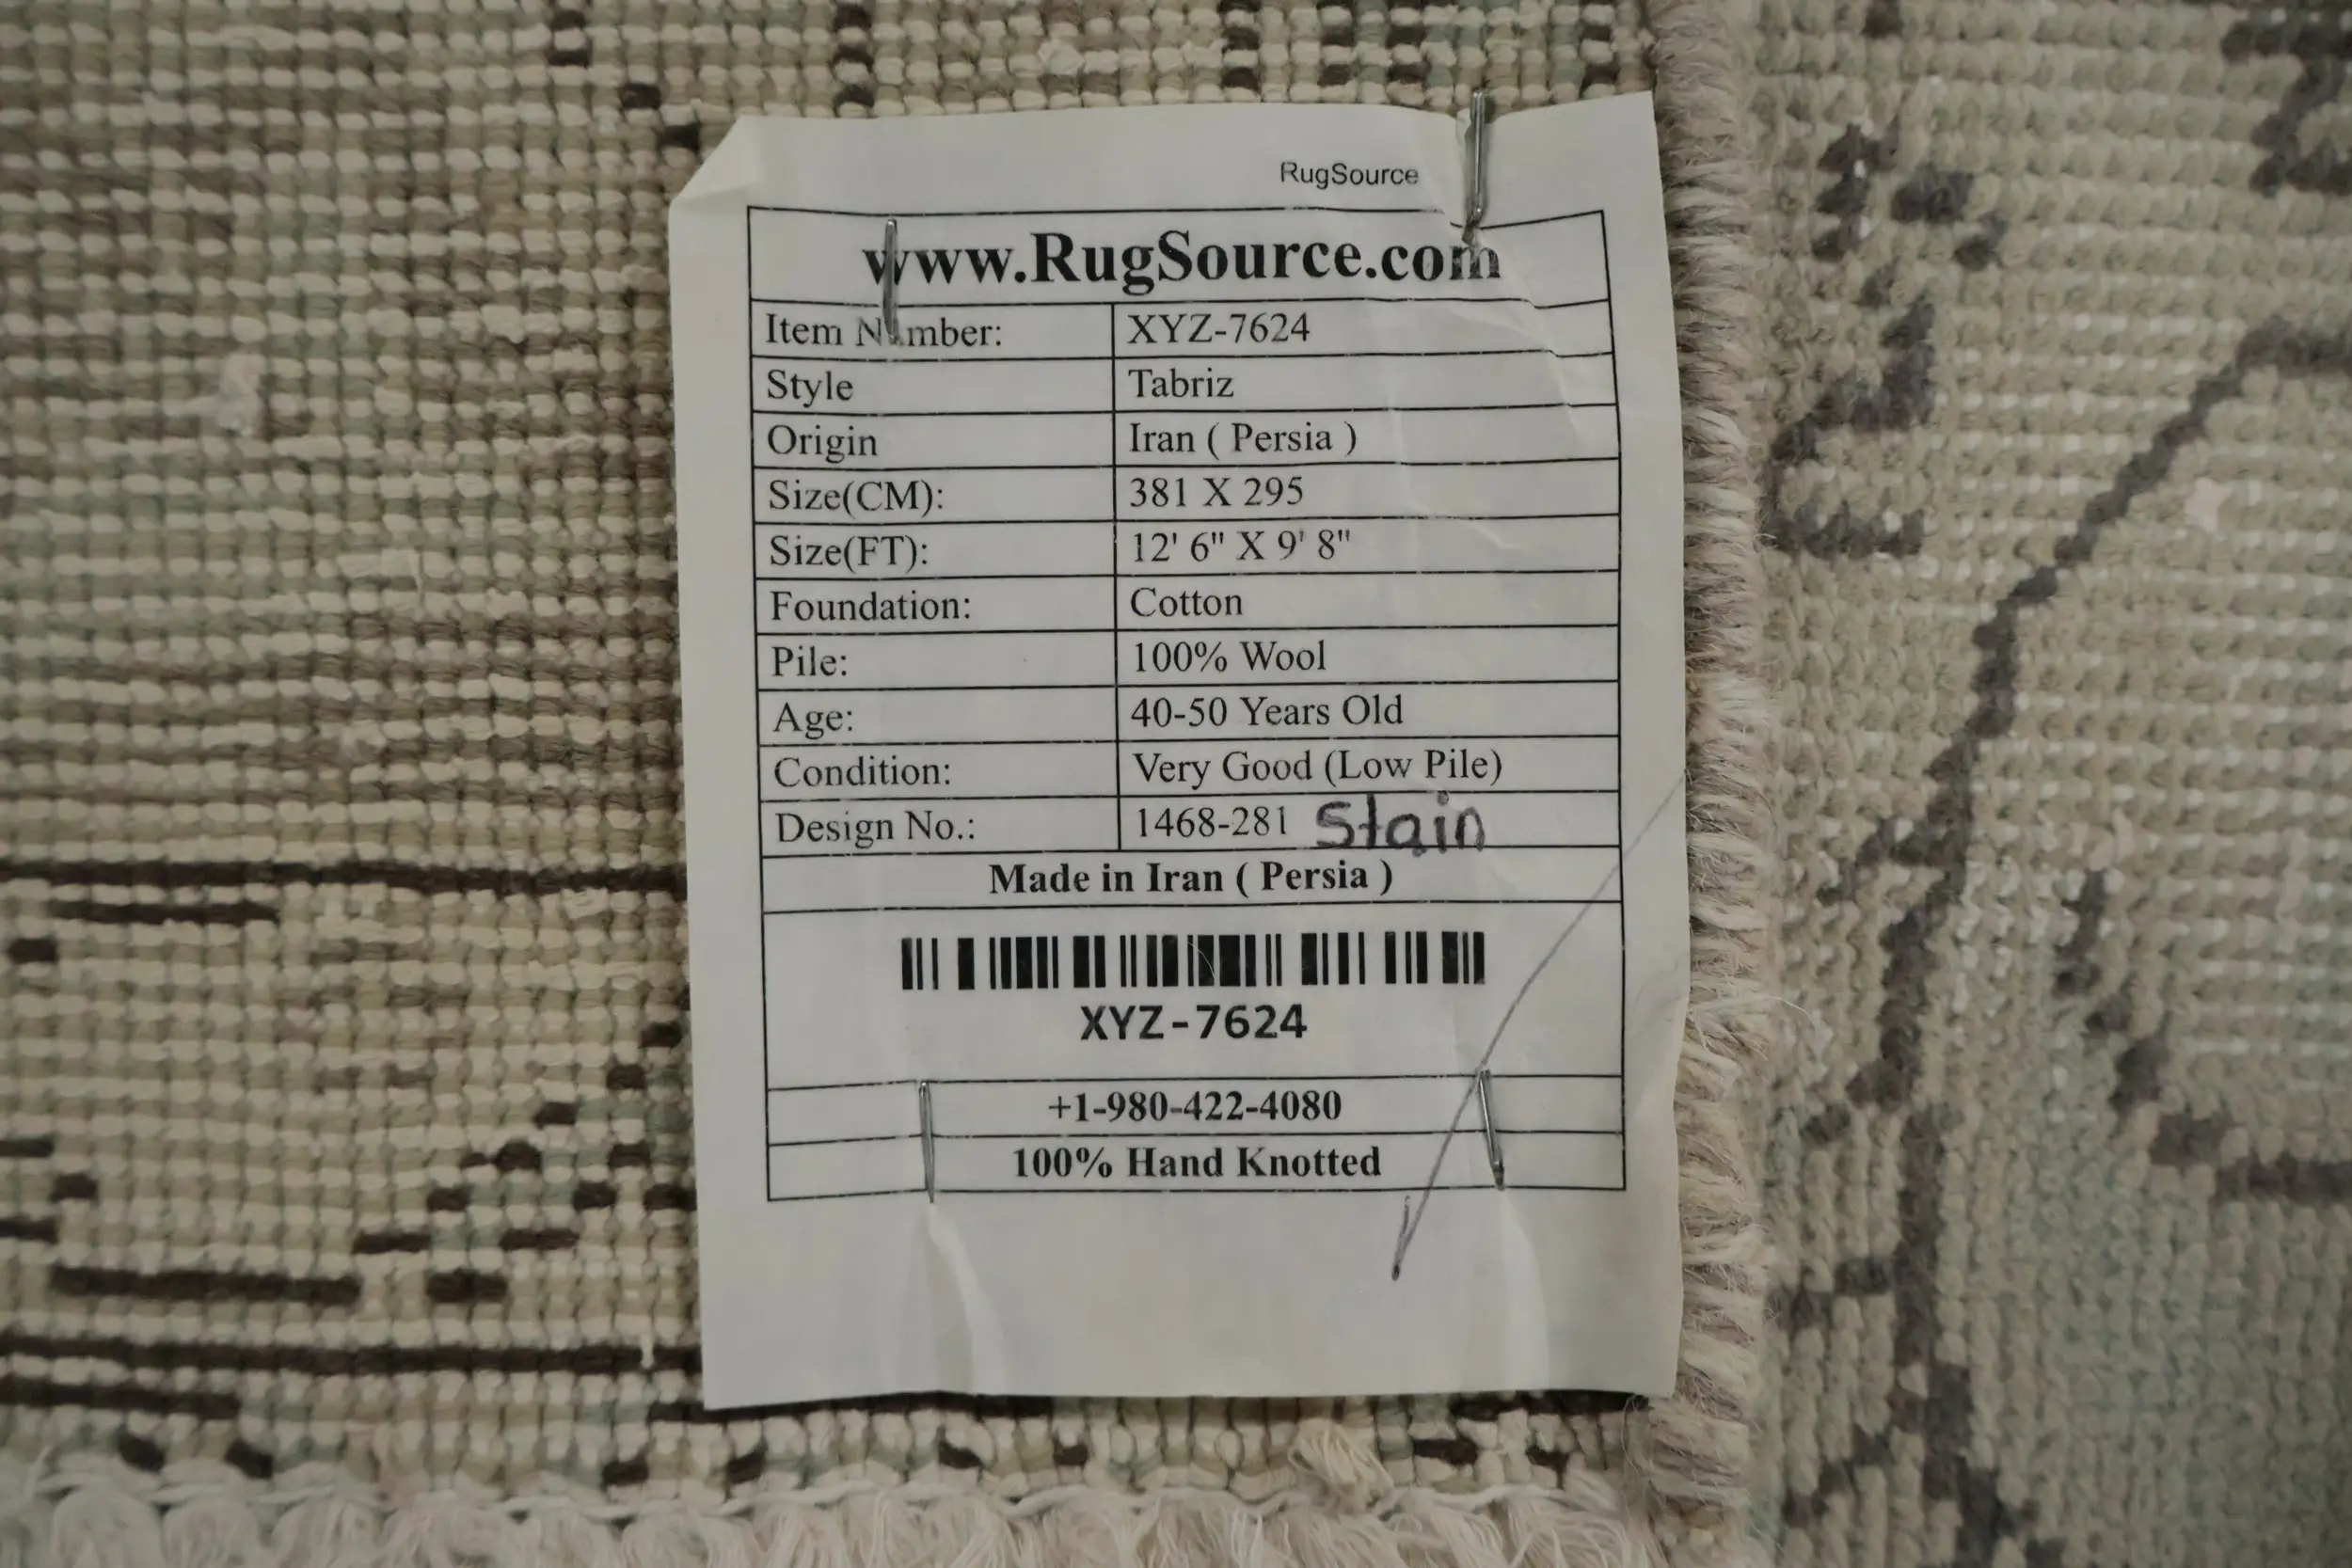 RugSource
www.RugSource.com
Item Number: XYZ-7624
Style Tabriz
Origin Iran ( Persia )
Size(CM): 381 X 295
Size(FT): 12' 6" X 9' 8"
Foundation: Cotton
Pile: 100% Wool
Age: 40-50 Years Old
Condition: Very Good (Low Pile)
Design No.: 1468-281 Stain
Made in Iran ( Persia )
XYZ-7624
+1-980-422-4080
100% Hand Knotted